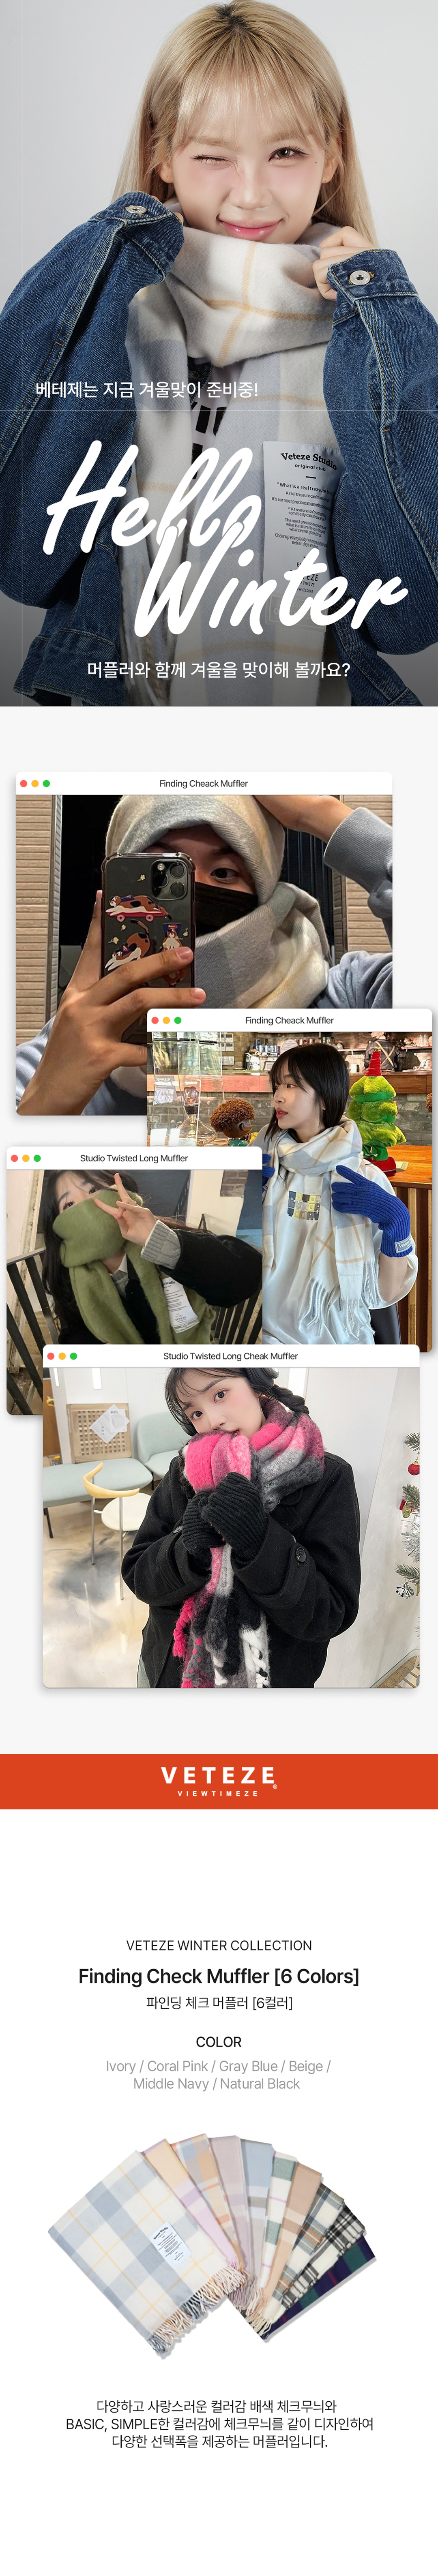 베테제는 지금 겨울맞이 준비중!
Veteze Studio
original club
Hello
Winter
머플러와 함께 겨울을 맞이해 볼까요?
Finding Cheack Muffler
Finding Cheack Muffler
Studio Twisted Long Muffler
Studio Twisted Long Cheak Muffler
VETEZE®
VIEWTIMEZE
VETEZE WINTER COLLECTION
Finding Check Muffler [6 Colors]
파인딩 체크 머플러 [6컬러]
COLOR
Ivory / Coral Pink / Gray Blue / Beige /
Middle Navy / Natural Black
다양하고 사랑스러운 컬러감 배색 체크무늬와
BASIC, SIMPLE한 컬러감에 체크무늬를 같이 디자인하여
다양한 선택폭을 제공하는 머플러입니다.